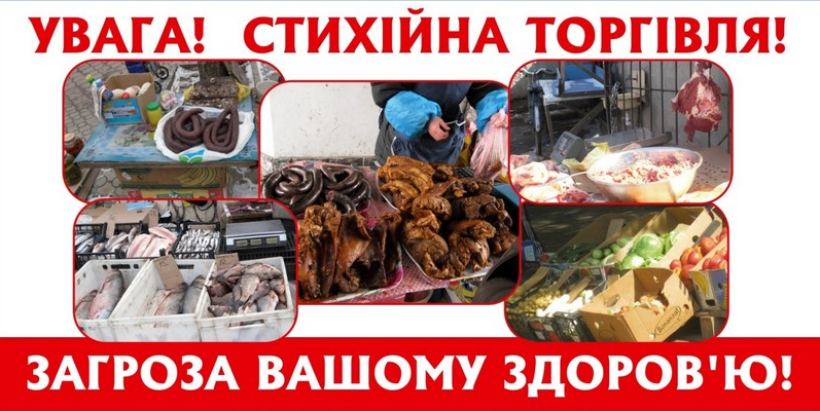 УВАГА! СТИХІЙНА ТОРГІВЛЯ!
ЗАГРОЗА ВАШОМУ ЗДОРОВ'Ю!